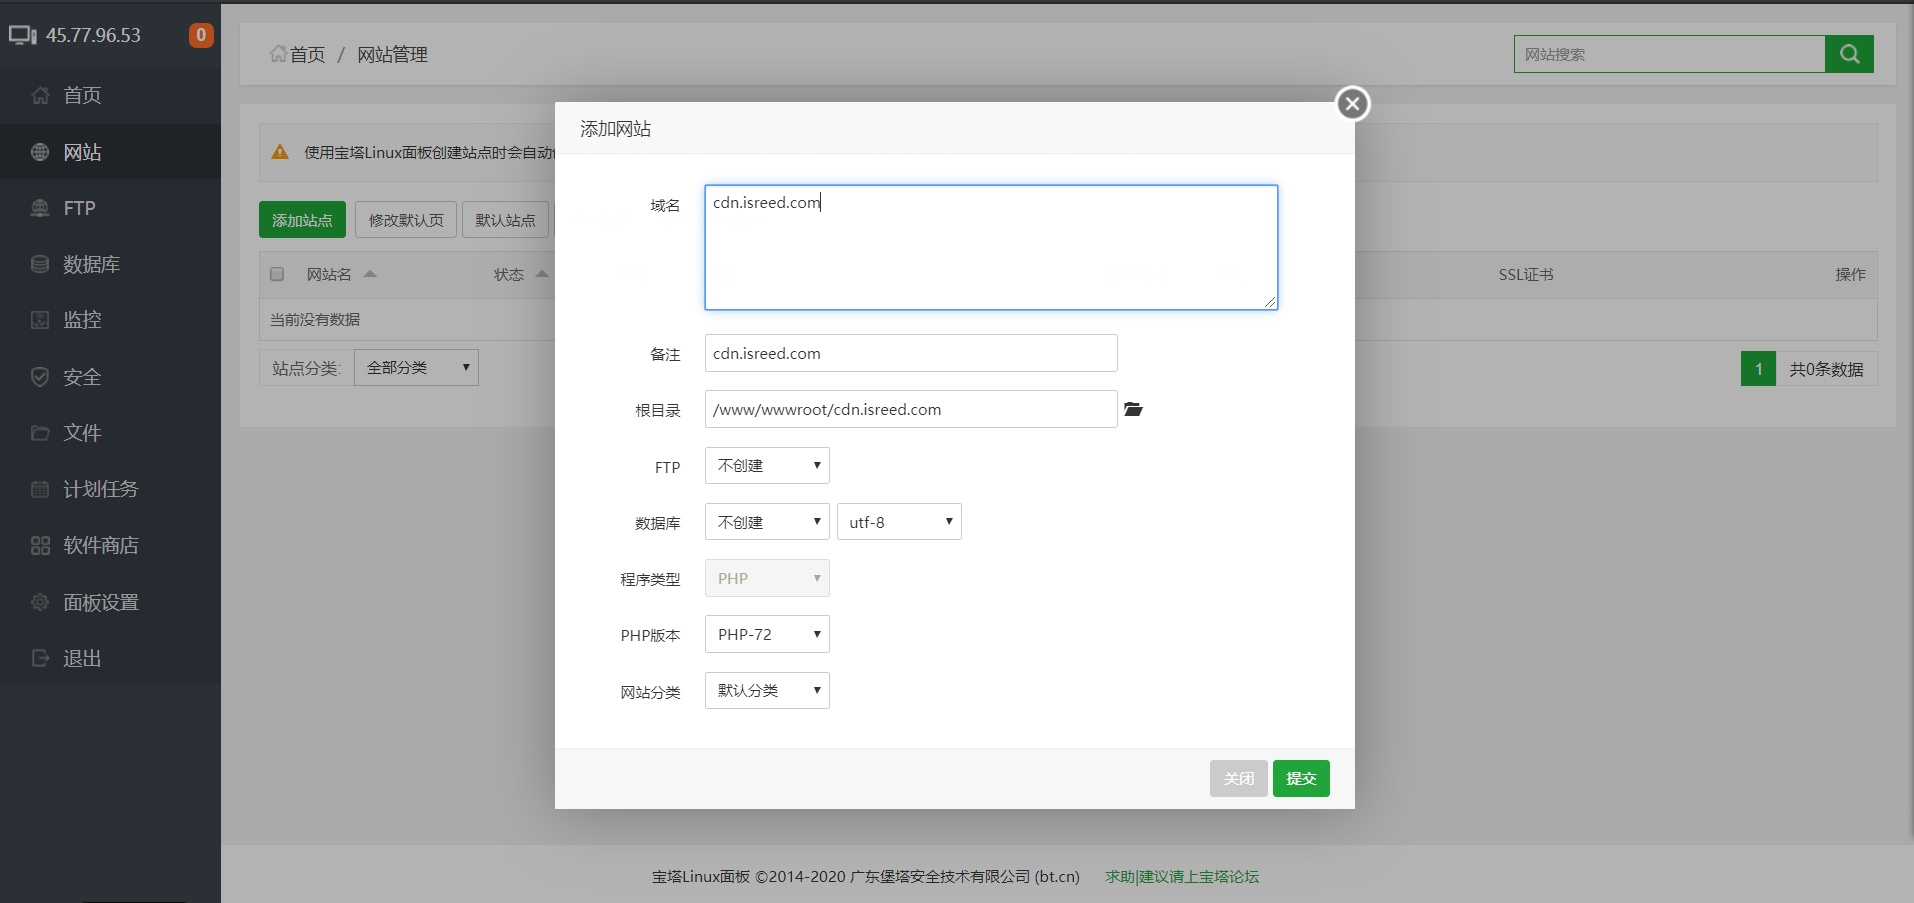 45.77.96.53
0
首页
网站
FTP
数据库
监控
安全
文件
计划任务
软件商店
面板设置
退出
首页 / 网站管理
网站搜索
使用宝塔Linux面板创建站点时会自动
添加站点
修改默认页
默认站点
网站名
状态
SSL证书
操作
当前没有数据
站点分类:
全部分类
1
共0条数据
添加网站
域名
cdn.isreed.com
备注
cdn.isreed.com
根目录
/www/wwwroot/cdn.isreed.com
FTP
不创建
数据库
不创建
utf-8
程序类型
PHP
PHP版本
PHP-72
网站分类
默认分类
关闭
提交
宝塔Linux面板 ©2014-2020 广东堡塔安全技术有限公司 (bt.cn)
求助|建议请上宝塔论坛